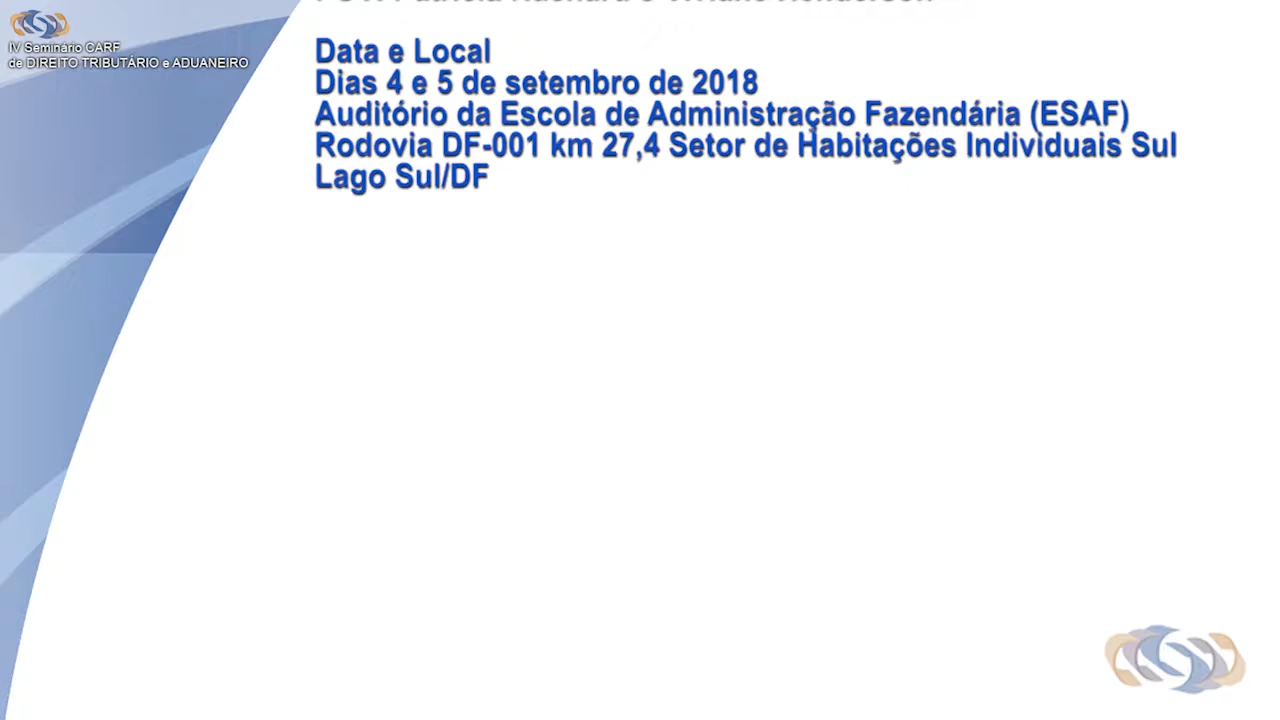 IV Seminário CARF
de DIREITO TRIBUTÁRIO e ADUANEIRO
Data e Local
Dias 4 e 5 de setembro de 2018
Auditório da Escola de Administração Fazendária (ESAF)
Rodovia DF-001 km 27,4 Setor de Habitações Individuais Sul
Lago Sul/DF